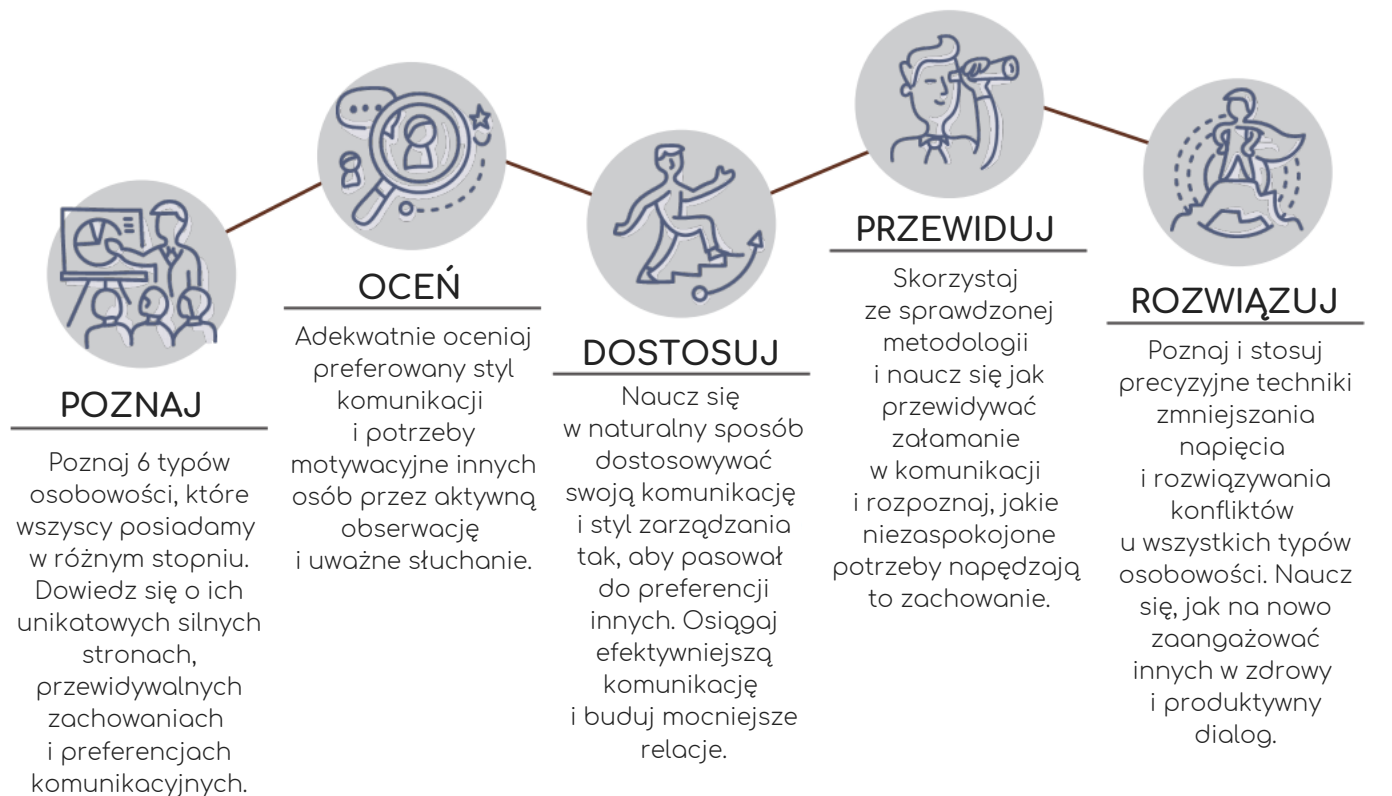 POZNAJ
Poznaj 6 typów
osobowości, które
wszyscy posiadamy
w różnym stopniu.
Dowiedz się o ich
unikatowych silnych
stronach,
przewidywalnych
zachowaniach
i preferencjach
komunikacyjnych.
OCEŃ
Adekwatnie oceniaj
preferowany styl
komunikacji
i potrzeby
motywacyjne innych
osób przez aktywną
obserwację
i uważne słuchanie.
DOSTOSUJ
Naucz się
w naturalny sposób
dostosowywać
swoją komunikację
i styl zarządzania
tak, aby pasował
do preferencji
innych. Osiągaj
efektywniejszą
komunikację
i buduj mocniejsze
relacje.
PRZEWIDUJ
Skorzystaj
ze sprawdzonej
metodologii
i naucz się jak
przewidywać
załamanie
w komunikacji
i rozpoznaj, jakie
niezaspokojone
potrzeby napędzają
to zachowanie.
ROZWIĄZUJ
Poznaj i stosuj
precyzyjne techniki
zmniejszania
napięcia
i rozwiązywania
konfliktów
u wszystkich typów
osobowości. Naucz
się, jak na nowo
zaangażować
innych w zdrowy
i produktywny
dialog.